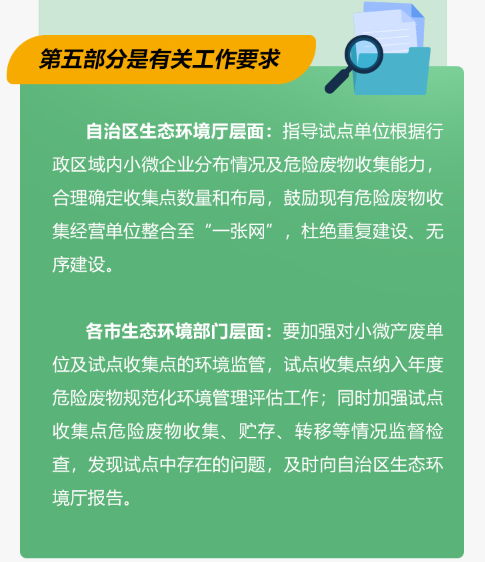 第五部分是有关工作要求
自治区生态环境厅层面：指导试点单位根据行
政区域内小微企业分布情况及危险废物收集能力，
合理确定收集点数量和布局，鼓励现有危险废物收
集经营单位整合至“一张网”，杜绝重复建设、无
序建设。
各市生态环境部门层面：要加强对小微产废单
位及试点收集点的环境监管，试点收集点纳入年度
危险废物规范化环境管理评估工作；同时加强试点
收集点危险废物收集、贮存、转移等情况监督检
查，发现试点中存在的问题，及时向自治区生态环
境厅报告。